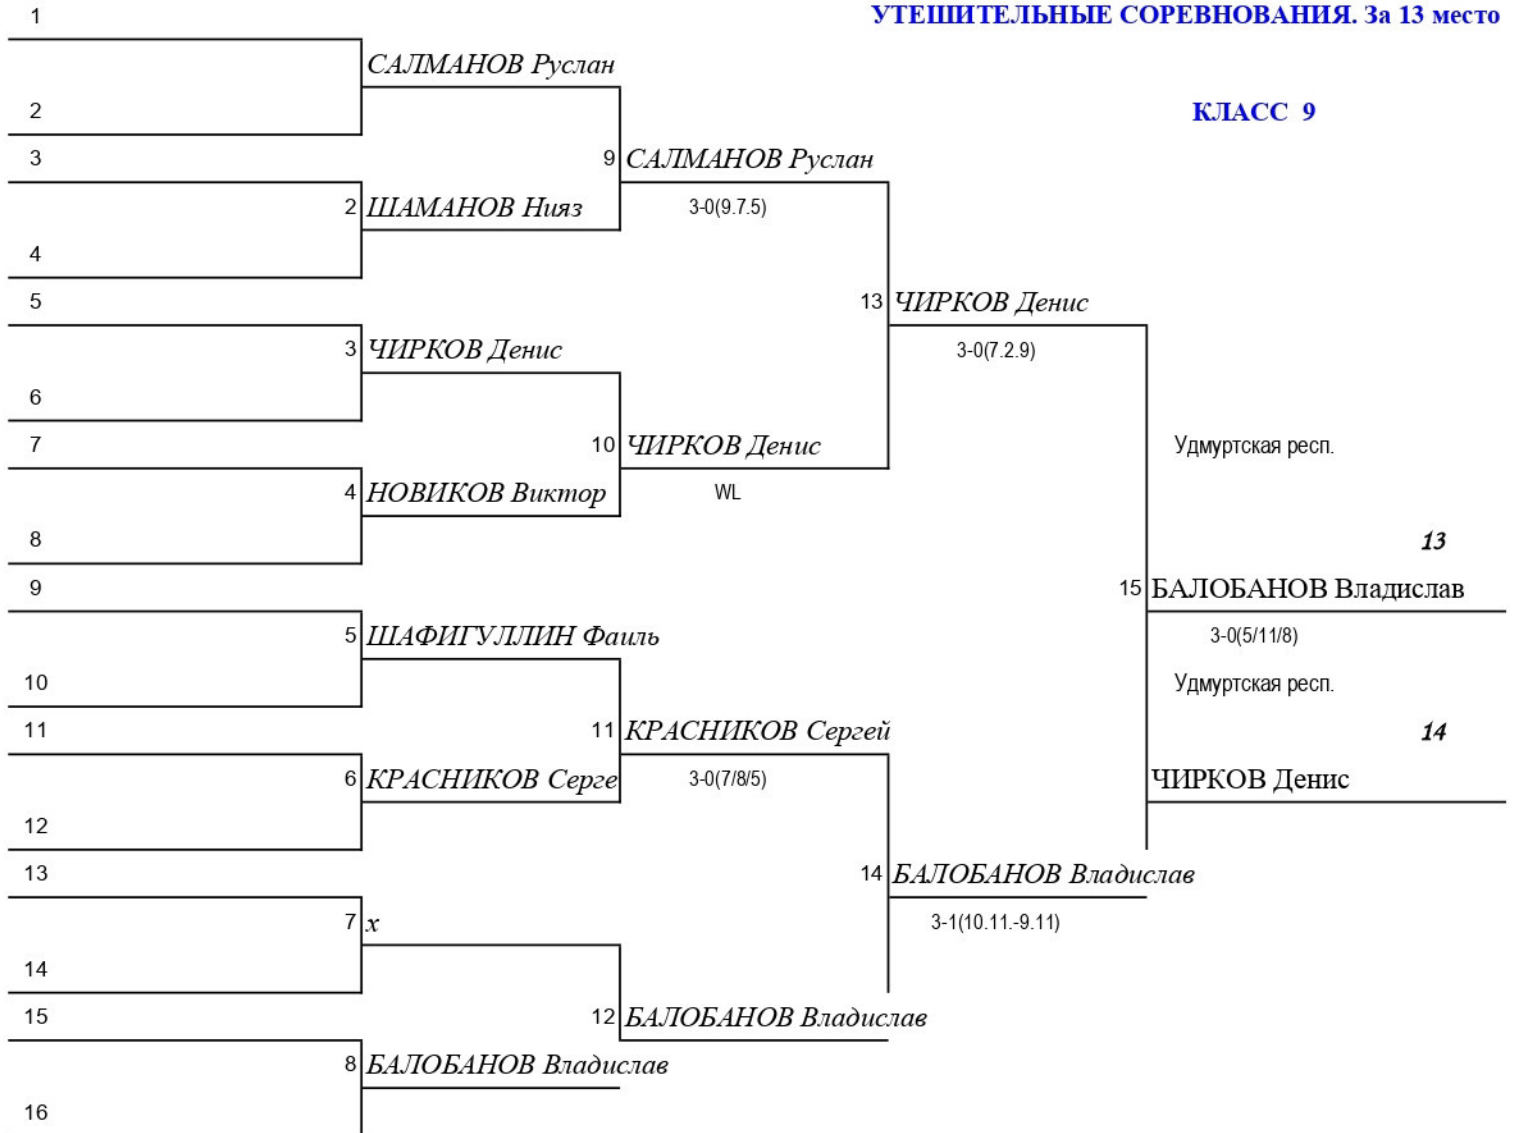 1
УТЕШИТЕЛЬНЫЕ СОРЕВНОВАНИЯ. За 13 место
САЛМАНОВ Руслан
2
КЛАСС 9
3
9 САЛМАНОВ Руслан
2 ШАМАНОВ Нияз
3-0(9.7.5)
4
5
13 ЧИРКОВ Денис
3 ЧИРКОВ Денис
3-0(7.2.9)
6
7
10 ЧИРКОВ Денис
Удмуртская респ.
4 НОВИКОВ Виктор
WL
8
13
9
15 БАЛОБАНОВ Владислав
5 ШАФИГУЛЛИН Фаиль
3-0(5/11/8)
10
Удмуртская респ.
11
11 КРАСНИКОВ Сергей
14
6 КРАСНИКОВ Серге
3-0(7/8/5)
ЧИРКОВ Денис
12
13
14 БАЛОБАНОВ Владислав
7 х
3-1(10.11.-9.11)
14
15
12 БАЛОБАНОВ Владислав
8 БАЛОБАНОВ Владислав
16